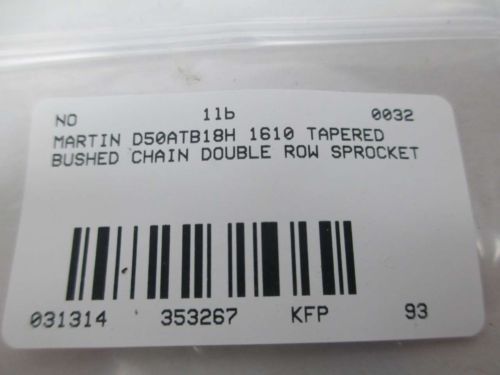 NO 1lb 0032
MARTIN D50ATB18H 1610 TAPERED
BUSHED CHAIN DOUBLE ROW SPROCKET
031314 353267 KFP 93